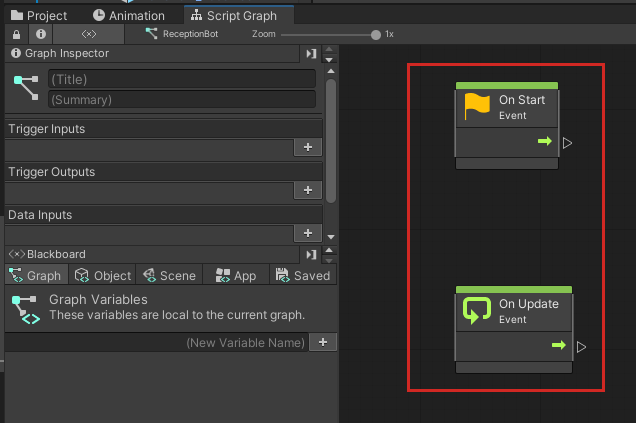 Project
Animation
Script Graph
ReceptionBot
Zoom
1x
Graph Inspector
(Title)
(Summary)
Trigger Inputs
Trigger Outputs
Data Inputs
Blackboard
Graph
Object
Scene
App
Saved
Graph Variables
These variables are local to the current graph.
(New Variable Name)
On Start
Event
On Update
Event